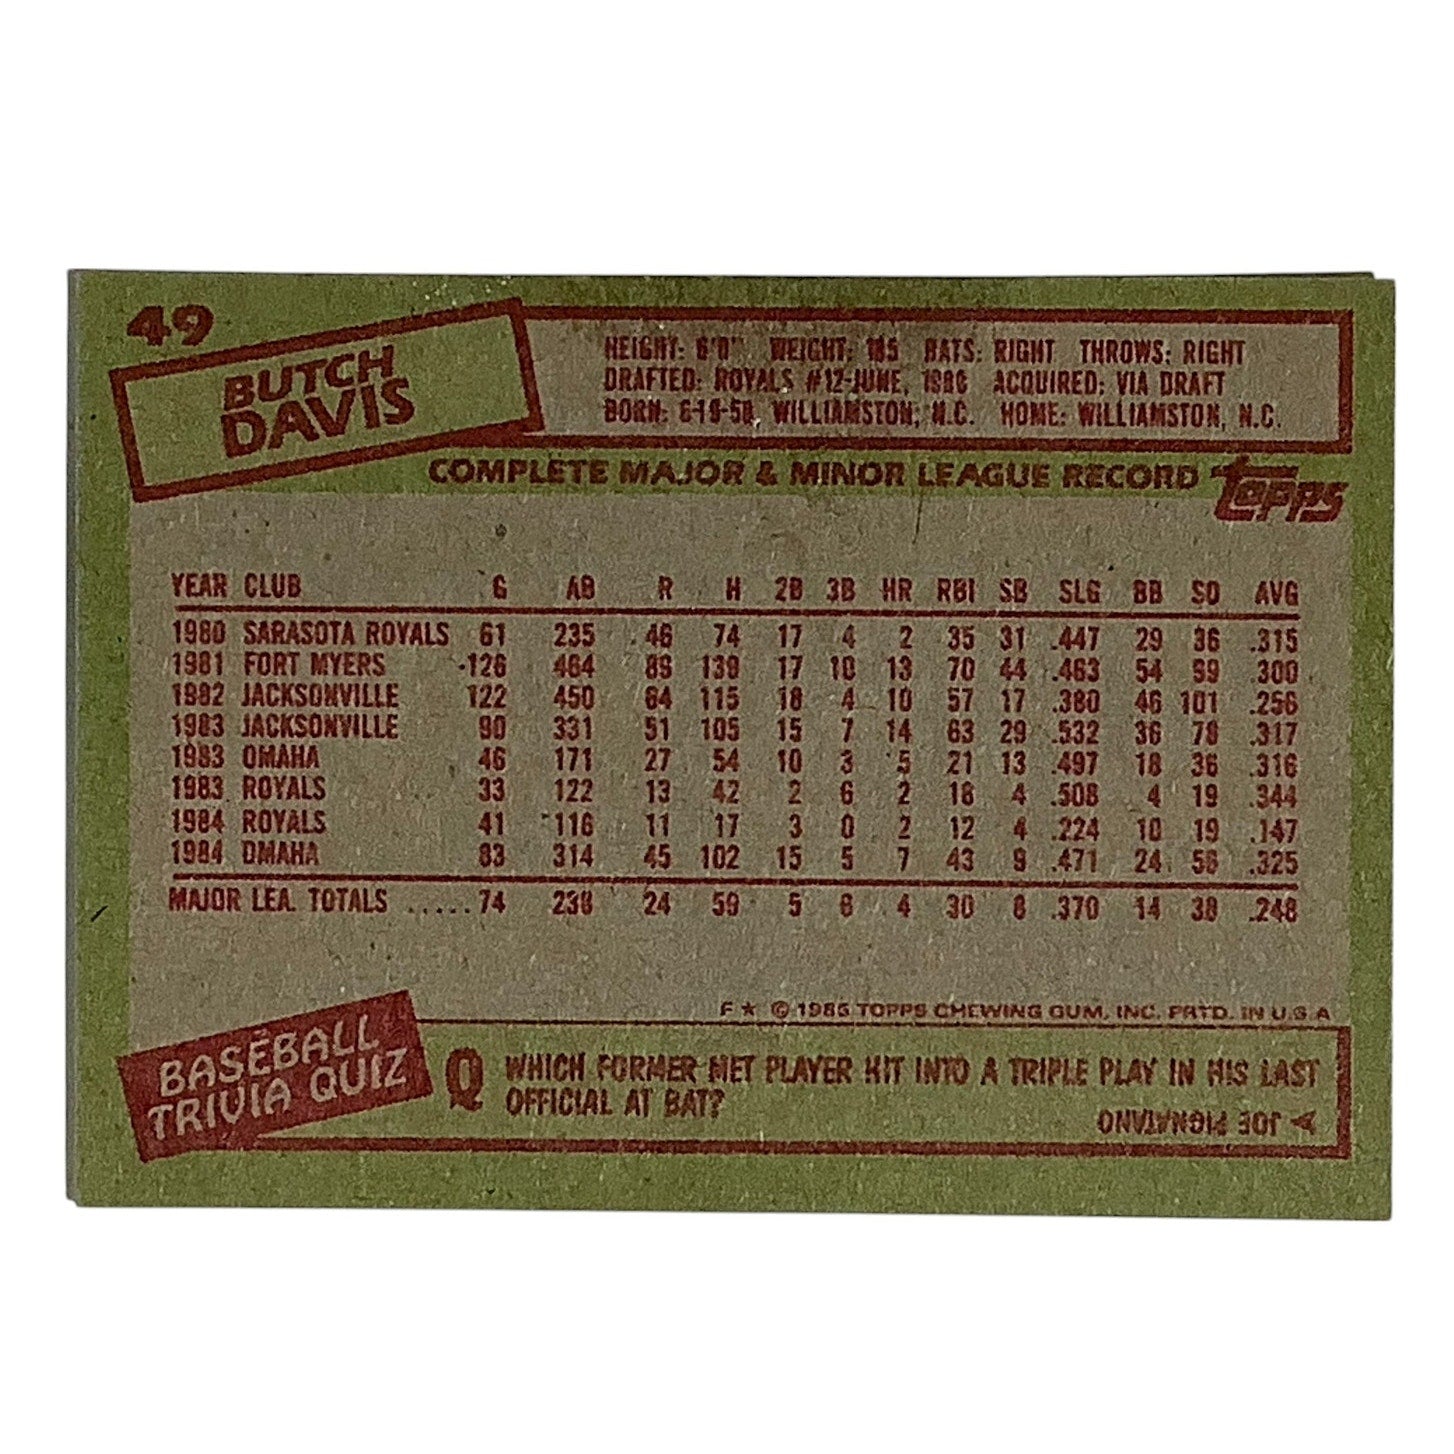 49
BUTCH
DAVIS
HEIGHT: 6'0" WEIGHT: 185 BATS: RIGHT THROWS: RIGHT
DRAFTED: ROYALS #12-JUNE, 1980 ACQUIRED: VIA DRAFT
BORN: 6-19-58, WILLIAMSTON, N.C. HOME: WILLIAMSTON, N.C.
COMPLETE MAJOR & MINOR LEAGUE RECORD topps
YEAR CLUB G AB R H 2B 3B HR RBI SB SLG BB SO AVG
1980 SARASOTA ROYALS 61 235 46 74 17 4 2 35 31 .447 29 36 .315
1981 FORT MYERS 126 464 89 139 17 10 13 70 44 .463 54 99 .300
1982 JACKSONVILLE 122 450 64 115 18 4 10 57 17 .380 46 101 .256
1983 JACKSONVILLE 90 331 51 105 15 7 14 63 29 .532 36 78 .317
1983 OMAHA 46 171 27 54 10 3 5 21 13 .497 18 36 .316
1983 ROYALS 33 122 13 42 2 6 2 18 4 .508 4 19 .344
1984 ROYALS 41 116 11 17 3 0 2 12 4 .224 10 19 .147
1984 OMAHA 83 314 45 102 15 5 7 43 9 .471 24 56 .325
MAJOR LEA. TOTALS .....74 238 24 59 5 6 4 30 8 .370 14 38 .248
F ★ © 1985 TOPPS CHEWING GUM, INC. PRTD. IN U.S.A
BASEBALL
TRIVIA QUIZ
Q WHICH FORMER MET PLAYER HIT INTO A TRIPLE PLAY IN HIS LAST
OFFICIAL AT BAT?
A JOE PIGNATANO